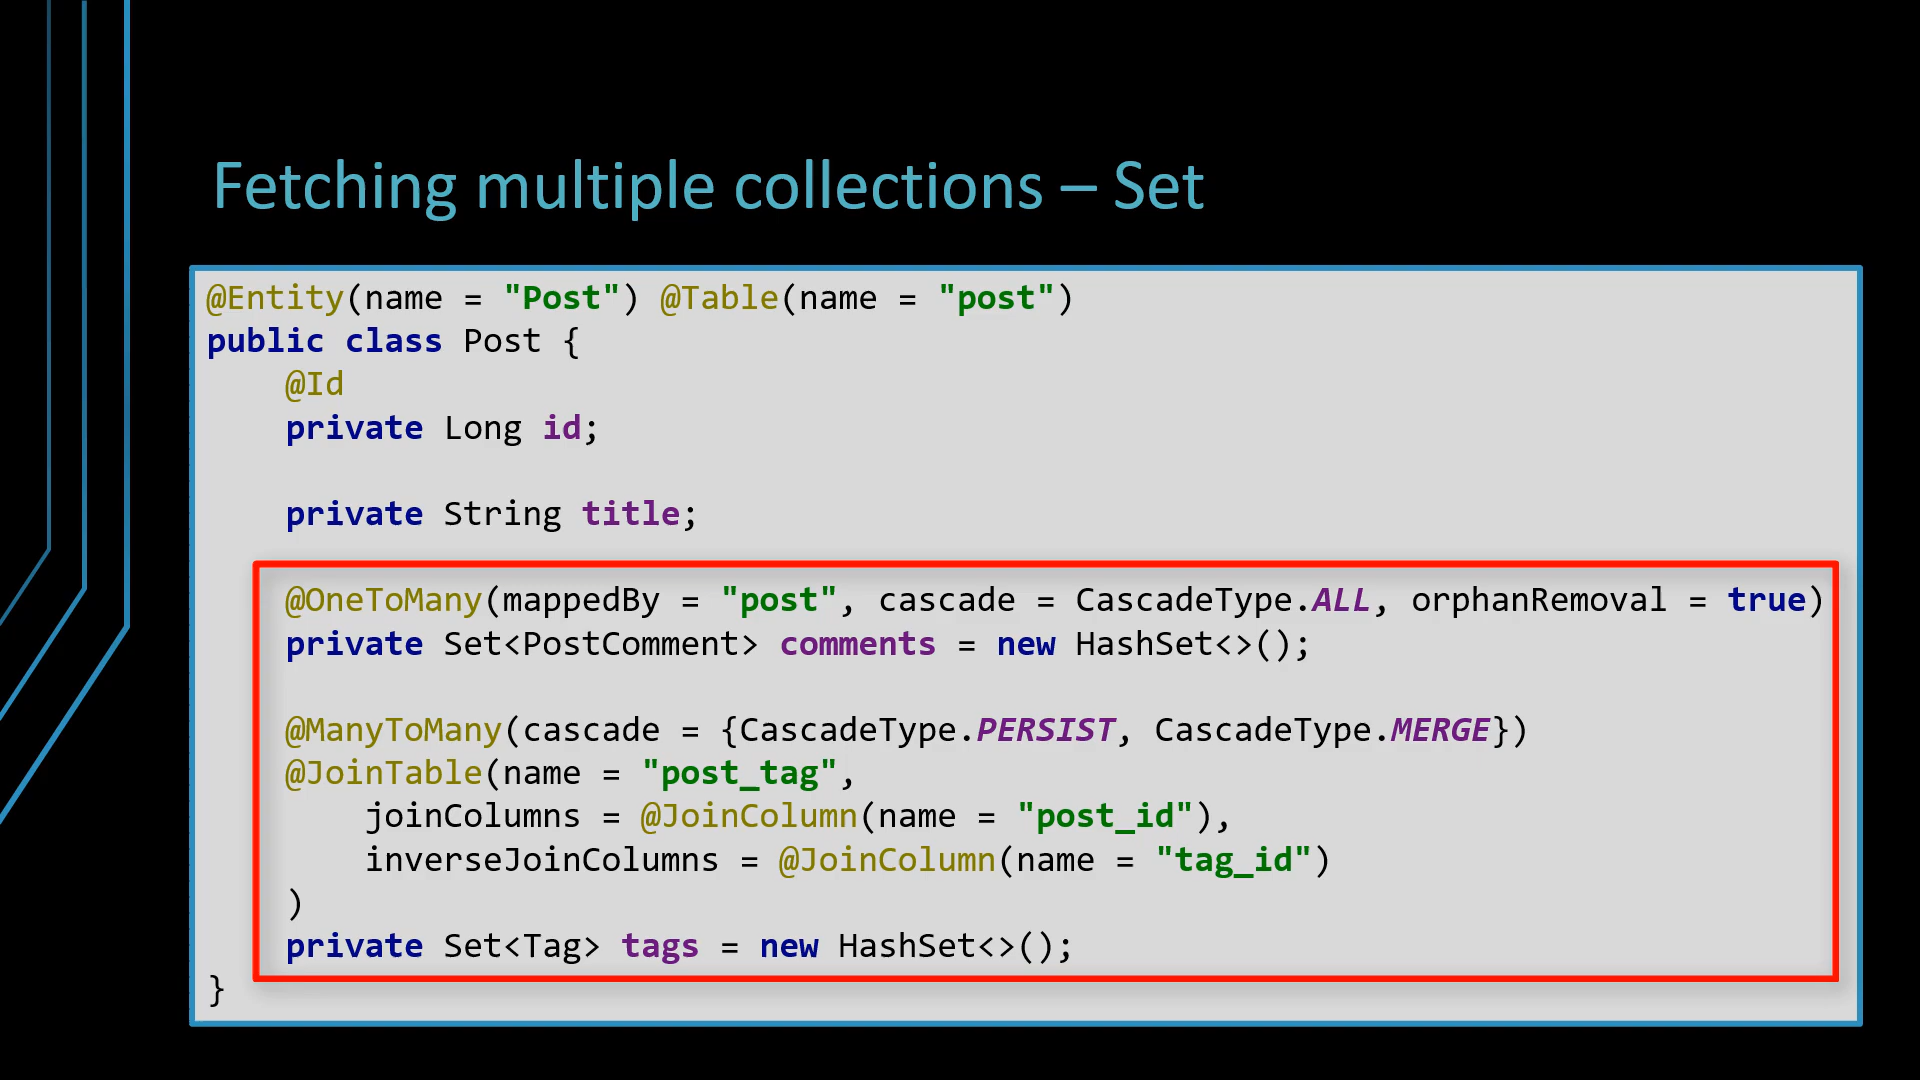 Fetching multiple collections – Set
@Entity(name = "Post") @Table(name = "post")
public class Post {
    @Id
    private Long id;

    private String title;

    @OneToMany(mappedBy = "post", cascade = CascadeType.ALL, orphanRemoval = true)
    private Set<PostComment> comments = new HashSet<>();

    @ManyToMany(cascade = {CascadeType.PERSIST, CascadeType.MERGE})
    @JoinTable(name = "post_tag",
        joinColumns = @JoinColumn(name = "post_id"),
        inverseJoinColumns = @JoinColumn(name = "tag_id")
    )
    private Set<Tag> tags = new HashSet<>();
}